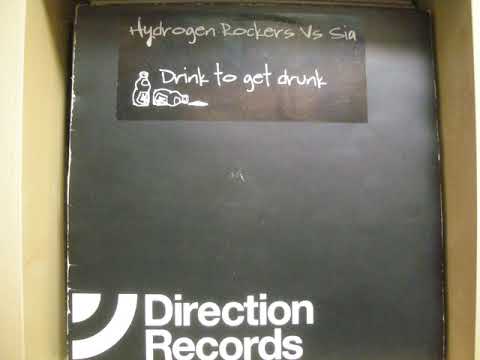 Hydrogen Rockers Vs Sia
Drink to get drunk
Direction
Records